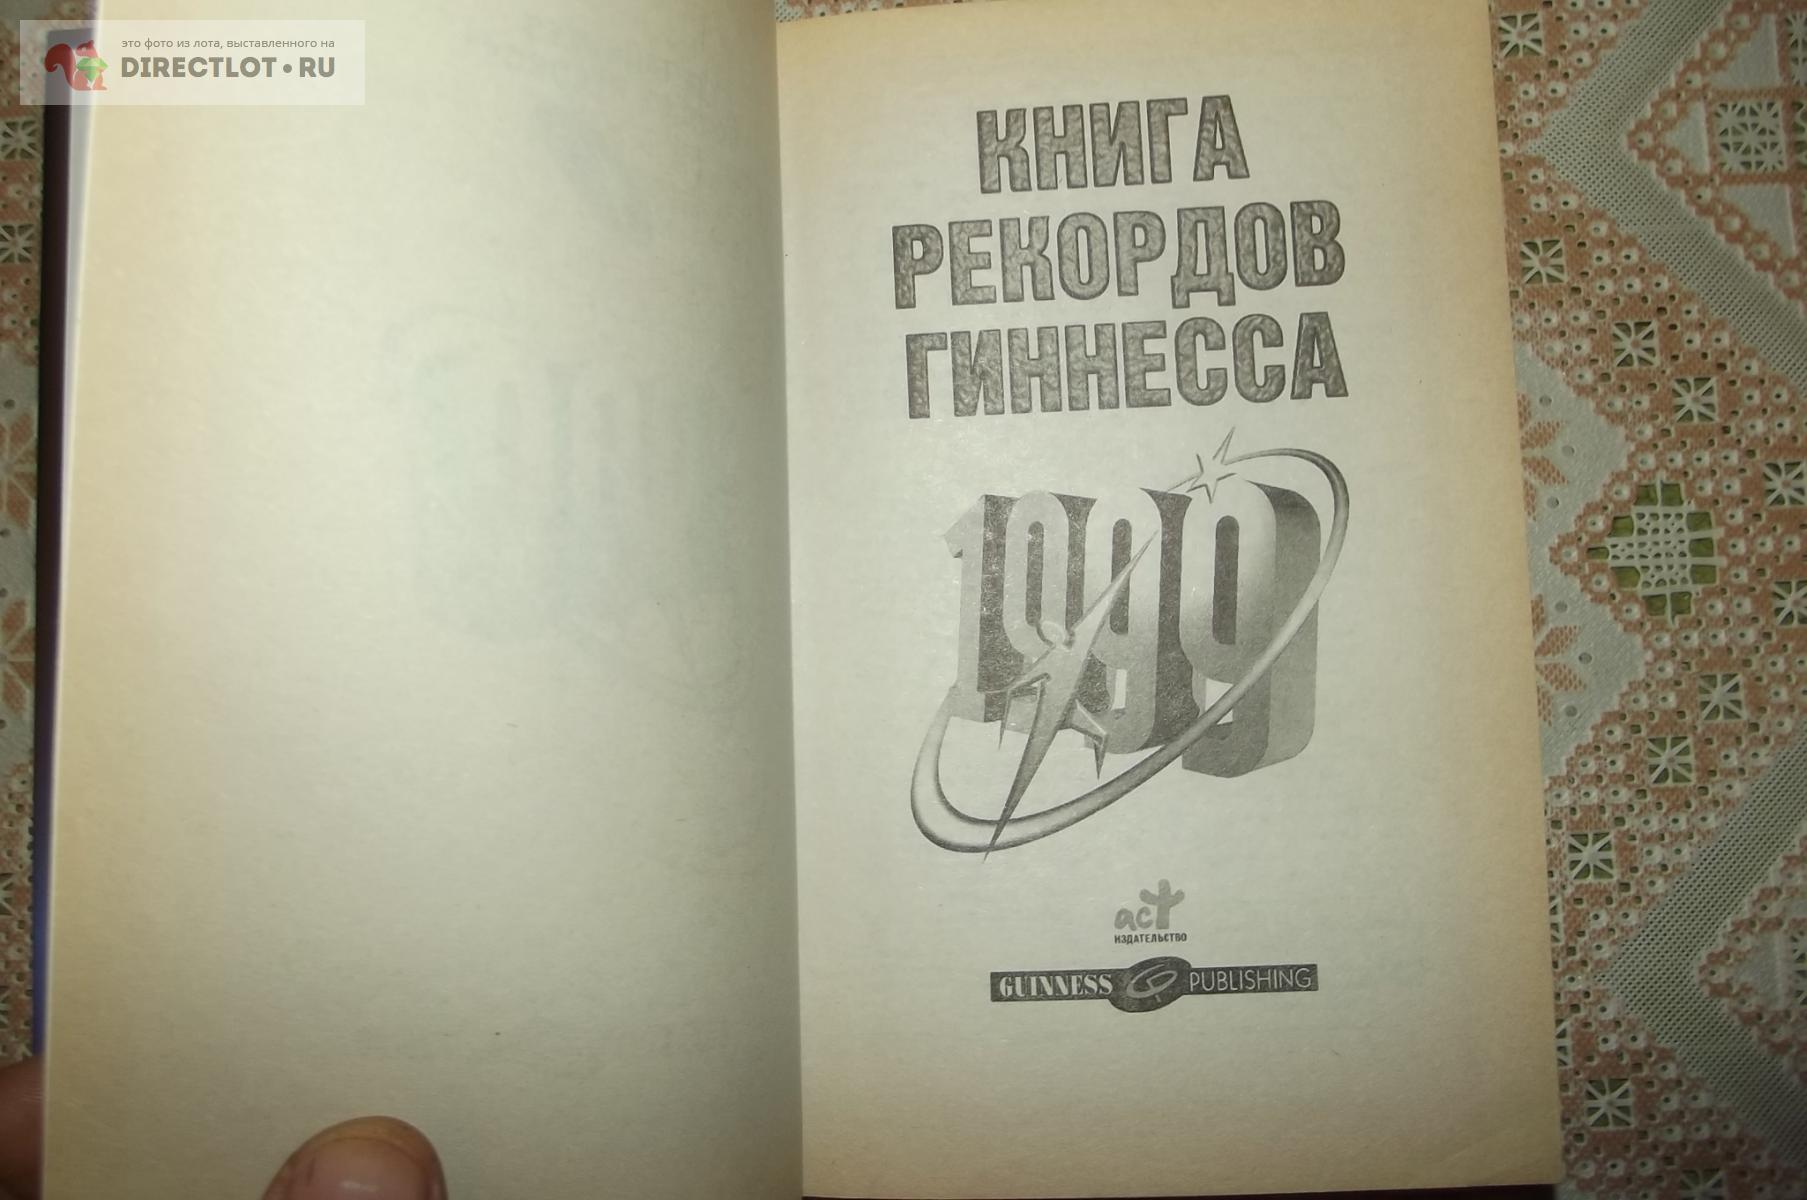 это фото из лота, выставленного на
DIRECTLOT•RU
КНИГА
РЕКОРДОВ
ГИННЕССА
1999
аст
ИЗДАТЕЛЬСТВО
GUINNESS G PUBLISHING